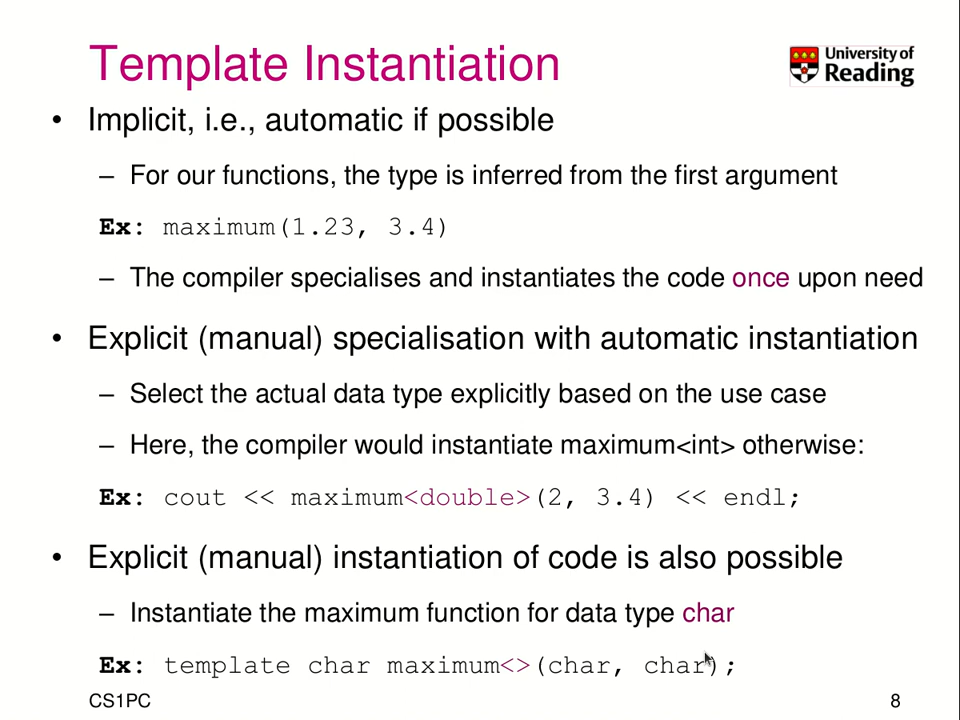 Template Instantiation
University of
Reading
• Implicit, i.e., automatic if possible
– For our functions, the type is inferred from the first argument
Ex: maximum(1.23, 3.4)
– The compiler specialises and instantiates the code once upon need
• Explicit (manual) specialisation with automatic instantiation
– Select the actual data type explicitly based on the use case
– Here, the compiler would instantiate maximum<int> otherwise:
Ex: cout << maximum<double>(2, 3.4) << endl;
• Explicit (manual) instantiation of code is also possible
– Instantiate the maximum function for data type char
Ex: template char maximum<>(char, char);
CS1PC
8